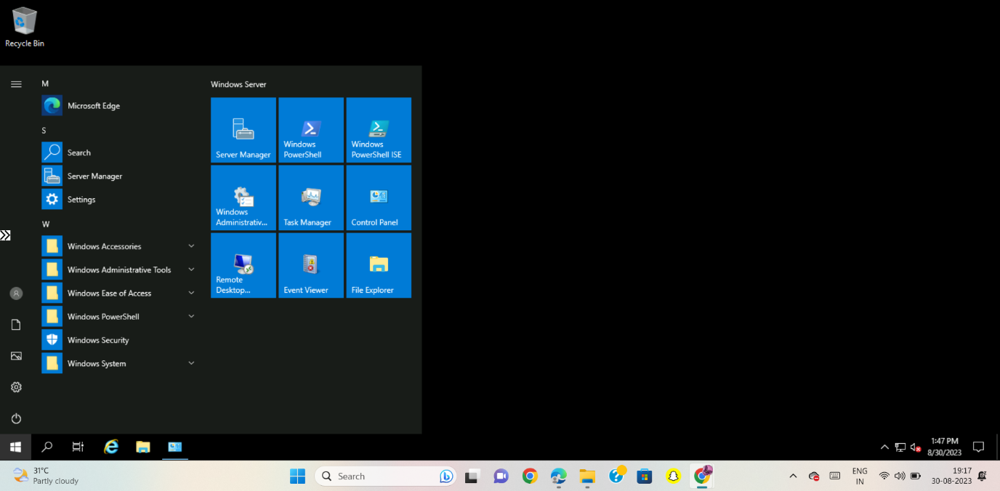 Recycle Bin
M
Microsoft Edge
S
Search
Server Manager
Settings
W
Windows Accessories
Windows Administrative Tools
Windows Ease of Access
Windows PowerShell
Windows Security
Windows System
Windows Server
Server Manager
Windows
PowerShell
Windows
PowerShell ISE
Windows
Administrativ...
Task Manager
Control Panel
Remote
Desktop...
Event Viewer
File Explorer
1:47 PM
8/30/2023
31°C
Partly cloudy
Search
ENG
IN
19:17
30-08-2023